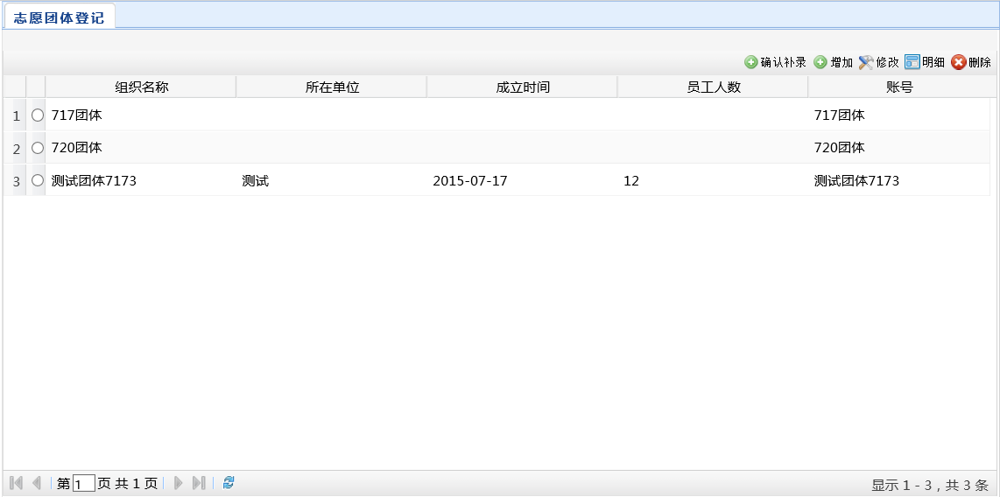 志愿团体登记
确认补录 增加 修改 明细 删除
组织名称 所在单位 成立时间 员工人数 账号
1 717团体 717团体
2 720团体 720团体
3 测试团体7173 测试 2015-07-17 12 测试团体7173
第 1 页 共 1 页 显示 1 - 3，共 3 条